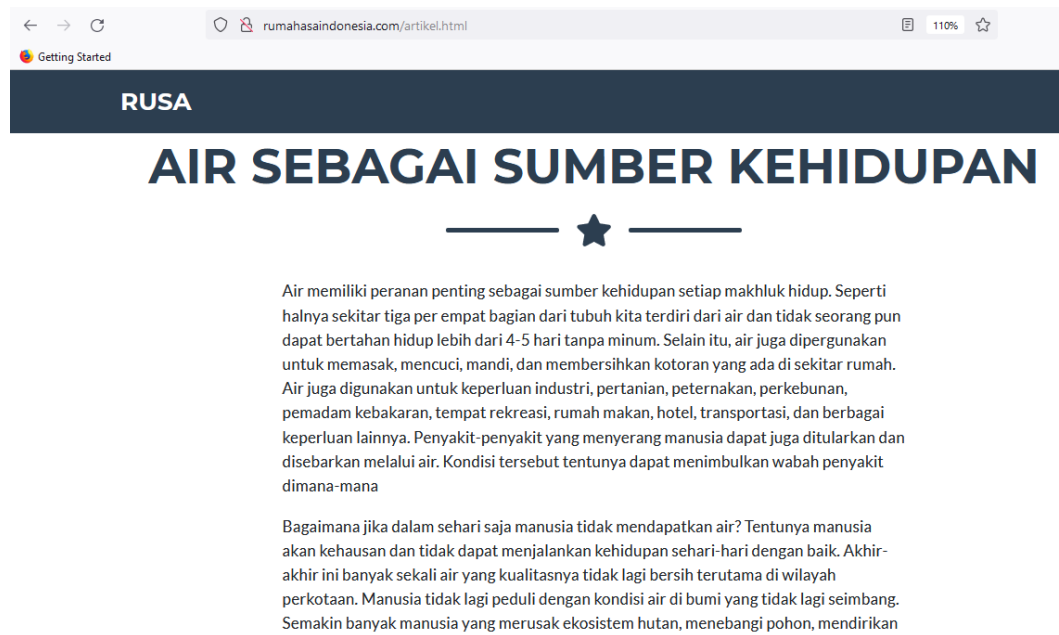 rumahasaindonesia.com/artikel.html
110%
Getting Started
RUSA
AIR SEBAGAI SUMBER KEHIDUPAN
Air memiliki peranan penting sebagai sumber kehidupan setiap makhluk hidup. Seperti
halnya sekitar tiga per empat bagian dari tubuh kita terdiri dari air dan tidak seorang pun
dapat bertahan hidup lebih dari 4-5 hari tanpa minum. Selain itu, air juga dipergunakan
untuk memasak, mencuci, mandi, dan membersihkan kotoran yang ada di sekitar rumah.
Air juga digunakan untuk keperluan industri, pertanian, peternakan, perkebunan,
pemadam kebakaran, tempat rekreasi, rumah makan, hotel, transportasi, dan berbagai
keperluan lainnya. Penyakit-penyakit yang menyerang manusia dapat juga ditularkan dan
disebarkan melalui air. Kondisi tersebut tentunya dapat menimbulkan wabah penyakit
dimana-mana
Bagaimana jika dalam sehari saja manusia tidak mendapatkan air? Tentunya manusia
akan kehausan dan tidak dapat menjalankan kehidupan sehari-hari dengan baik. Akhir-
akhir ini banyak sekali air yang kualitasnya tidak lagi bersih terutama di wilayah
perkotaan. Manusia tidak lagi peduli dengan kondisi air di bumi yang tidak lagi seimbang.
Semakin banyak manusia yang merusak ekosistem hutan, menebangi pohon, mendirikan